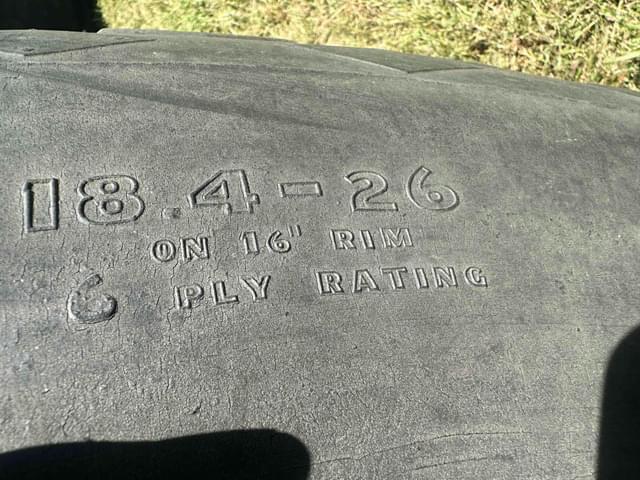 18.4-26
ON 16" RIM
6 PLY RATING